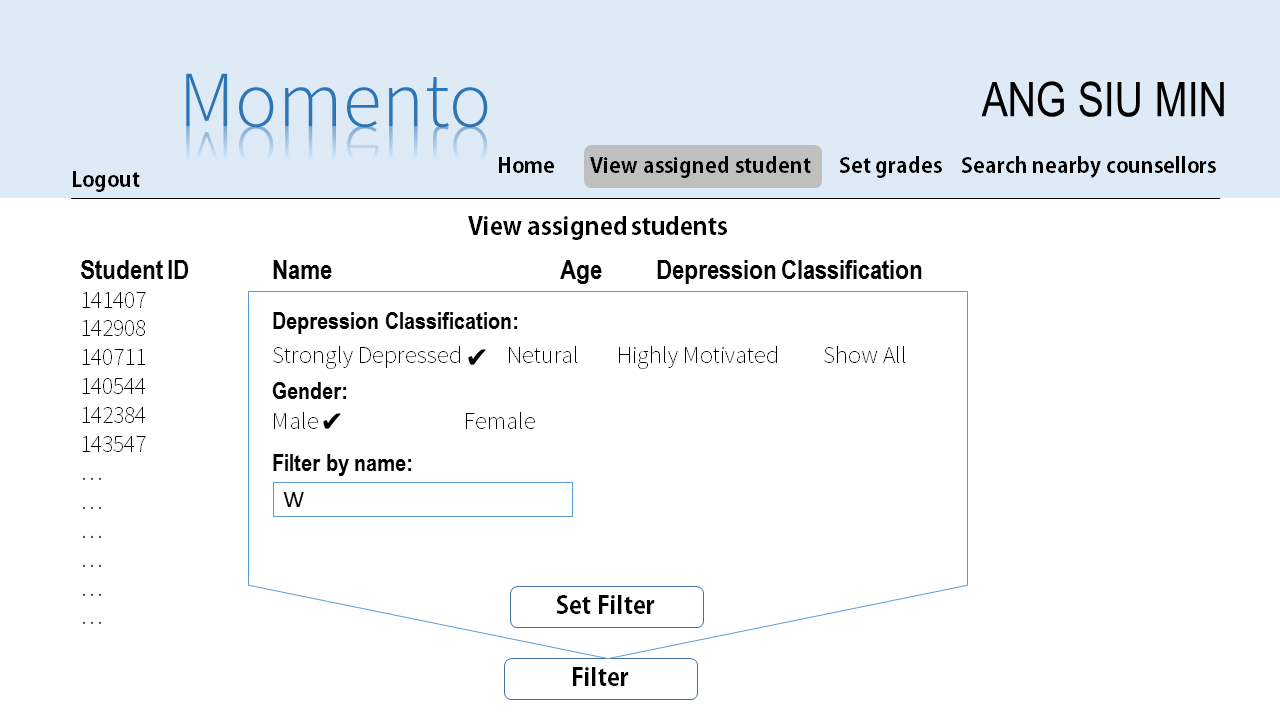 Momento
ANG SIU MIN
Logout
Home View assigned student Set grades Search nearby counsellors
View assigned students
Student ID Name Age Depression Classification
141407
142908
140711
140544
142384
143547
...
...
...
...
...
...
Depression Classification:
Strongly Depressed ✔ Netural Highly Motivated Show All
Gender:
Male ✔ Female
Filter by name:
W
Set Filter
Filter